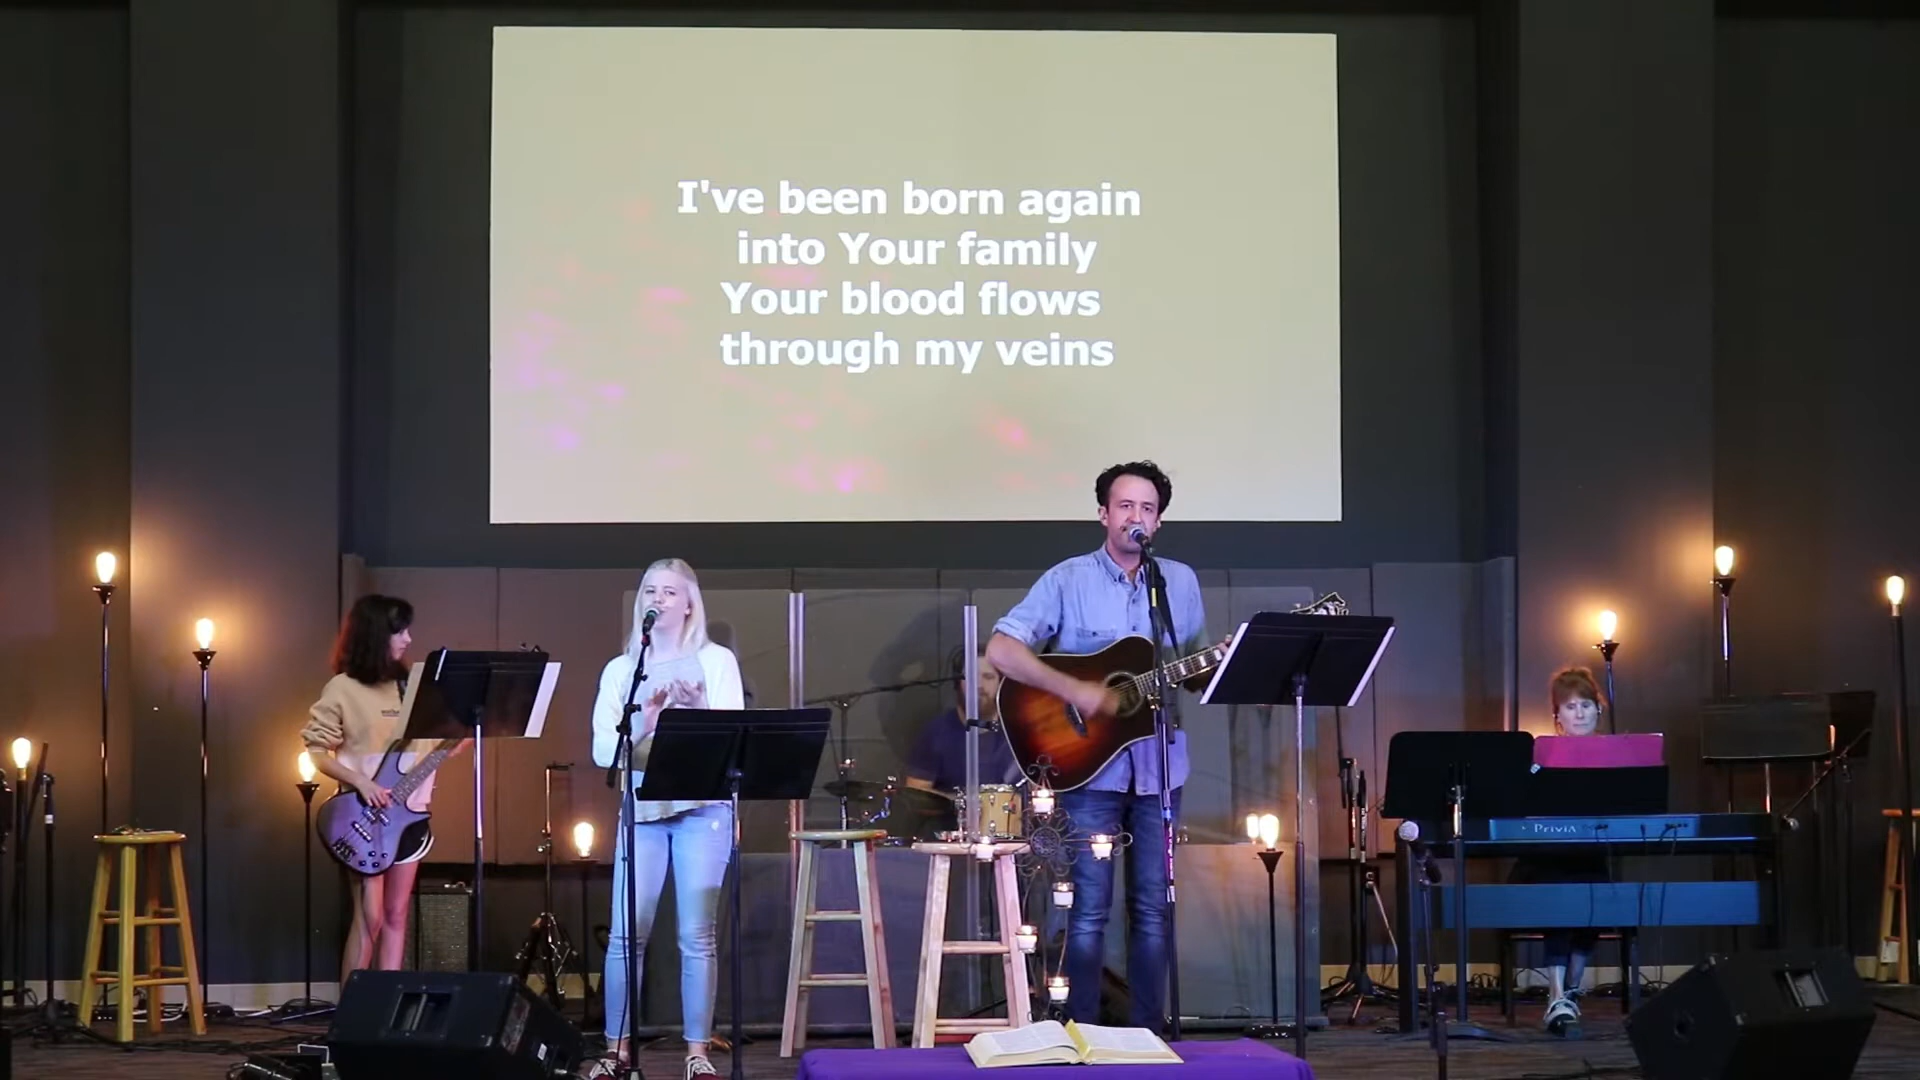 I've been born again
into Your family
Your blood flows
through my veins
Privia